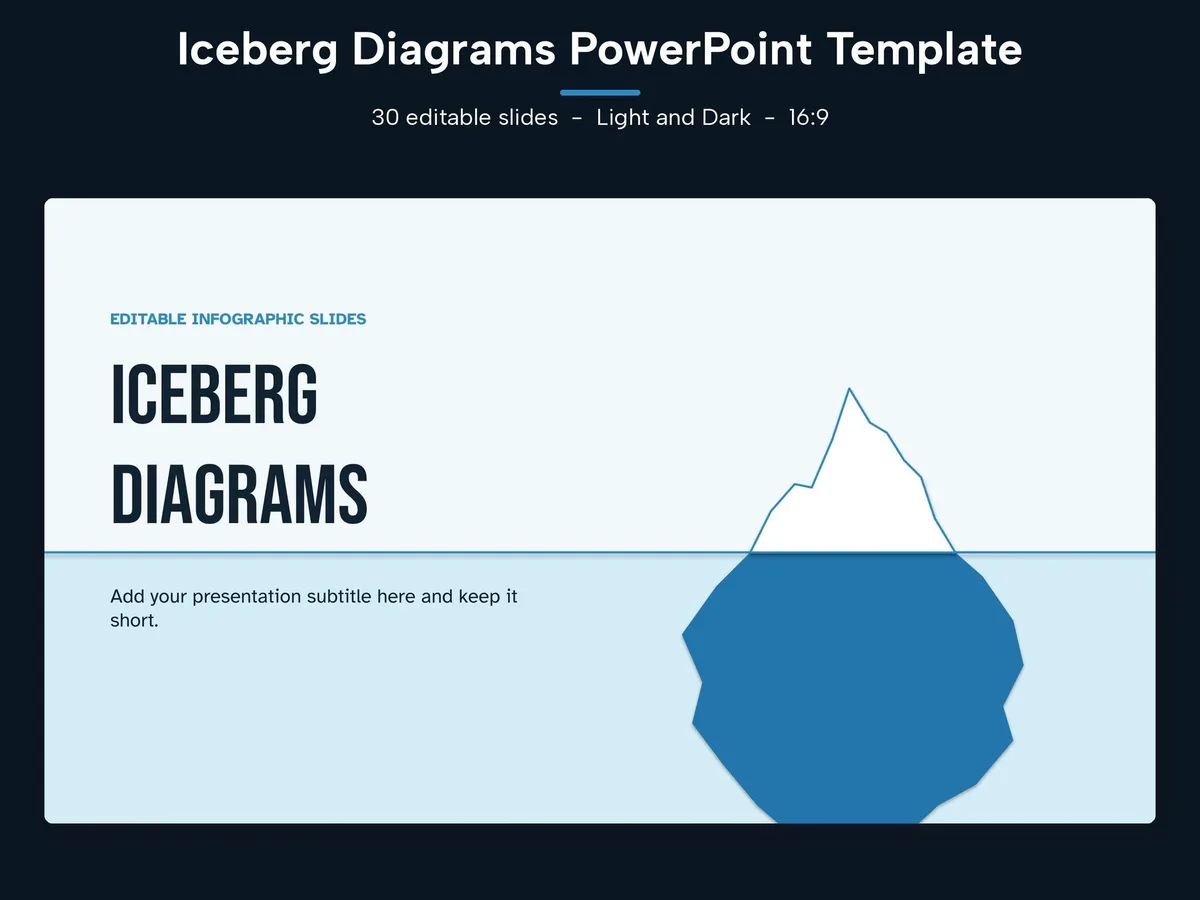 Iceberg Diagrams PowerPoint Template
30 editable slides - Light and Dark - 16:9
EDITABLE INFOGRAPHIC SLIDES
ICEBERG
DIAGRAMS
Add your presentation subtitle here and keep it
short.